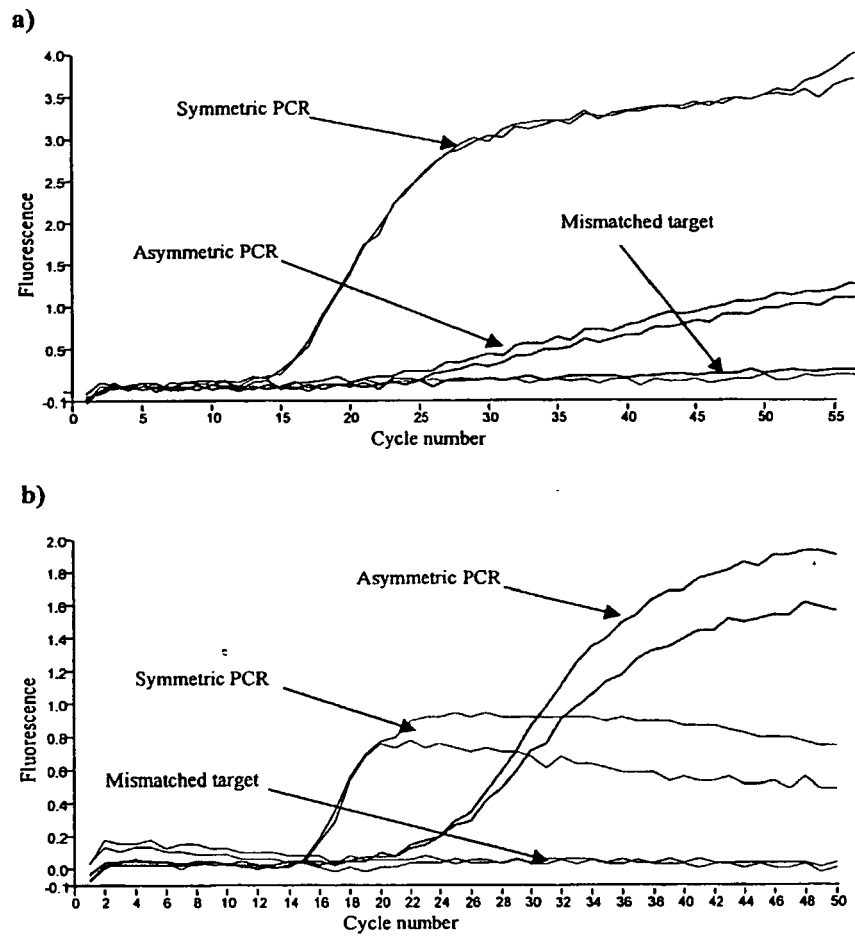 a)
4.0
3.5
Symmetric PCR
3.0
2.5
Fluorescence
2.0
Mismatched target
1.5
Asymmetric PCR
1.0
0.5
-0.1
0 5 10 15 20 25 30 35 40 45 50 55
Cycle number
b)
2.0
1.8
Asymmetric PCR
1.6
1.4
1.2
Symmetric PCR
1.0
Fluorescence
0.8
Mismatched target
0.6
0.4
0.2
0.0
-0.1
0 2 4 6 8 10 12 14 16 18 20 22 24 26 28 30 32 34 36 38 40 42 44 46 48 50
Cycle number